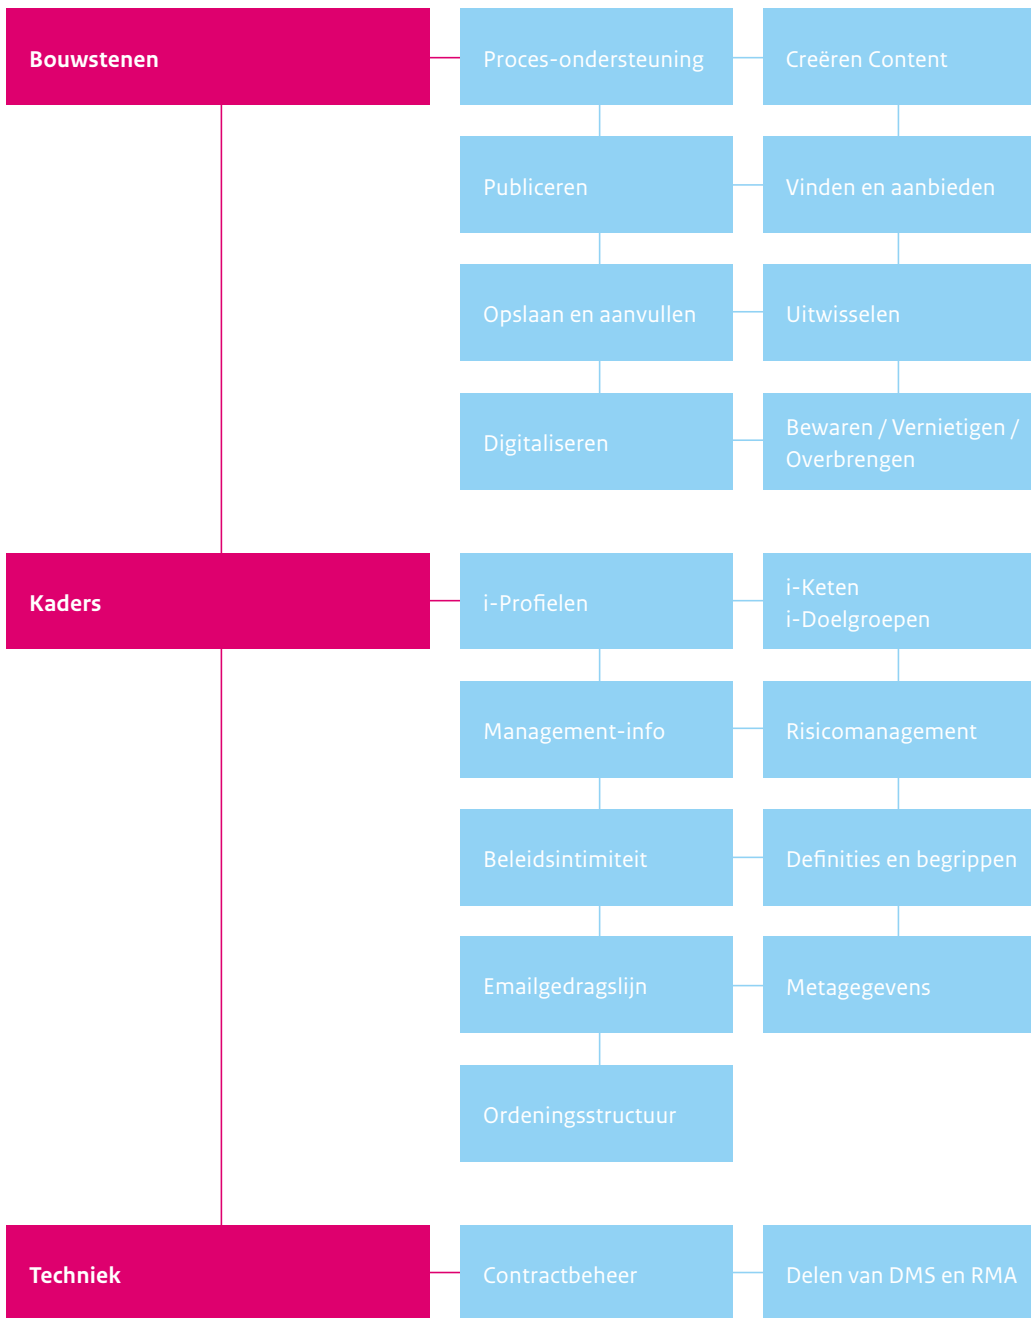 Bouwstenen
Proces-ondersteuning
Creëren Content
Publiceren
Vinden en aanbieden
Opslaan en aanvullen
Uitwisselen
Digitaliseren
Bewaren / Vernietigen /
Overbrengen
Kaders
i-Profielen
i-Keten
i-Doelgroepen
Management-info
Risicomanagement
Beleidsintimiteit
Definities en begrippen
Emailgedragslijn
Metagegevens
Ordeningsstructuur
Techniek
Contractbeheer
Delen van DMS en RMA